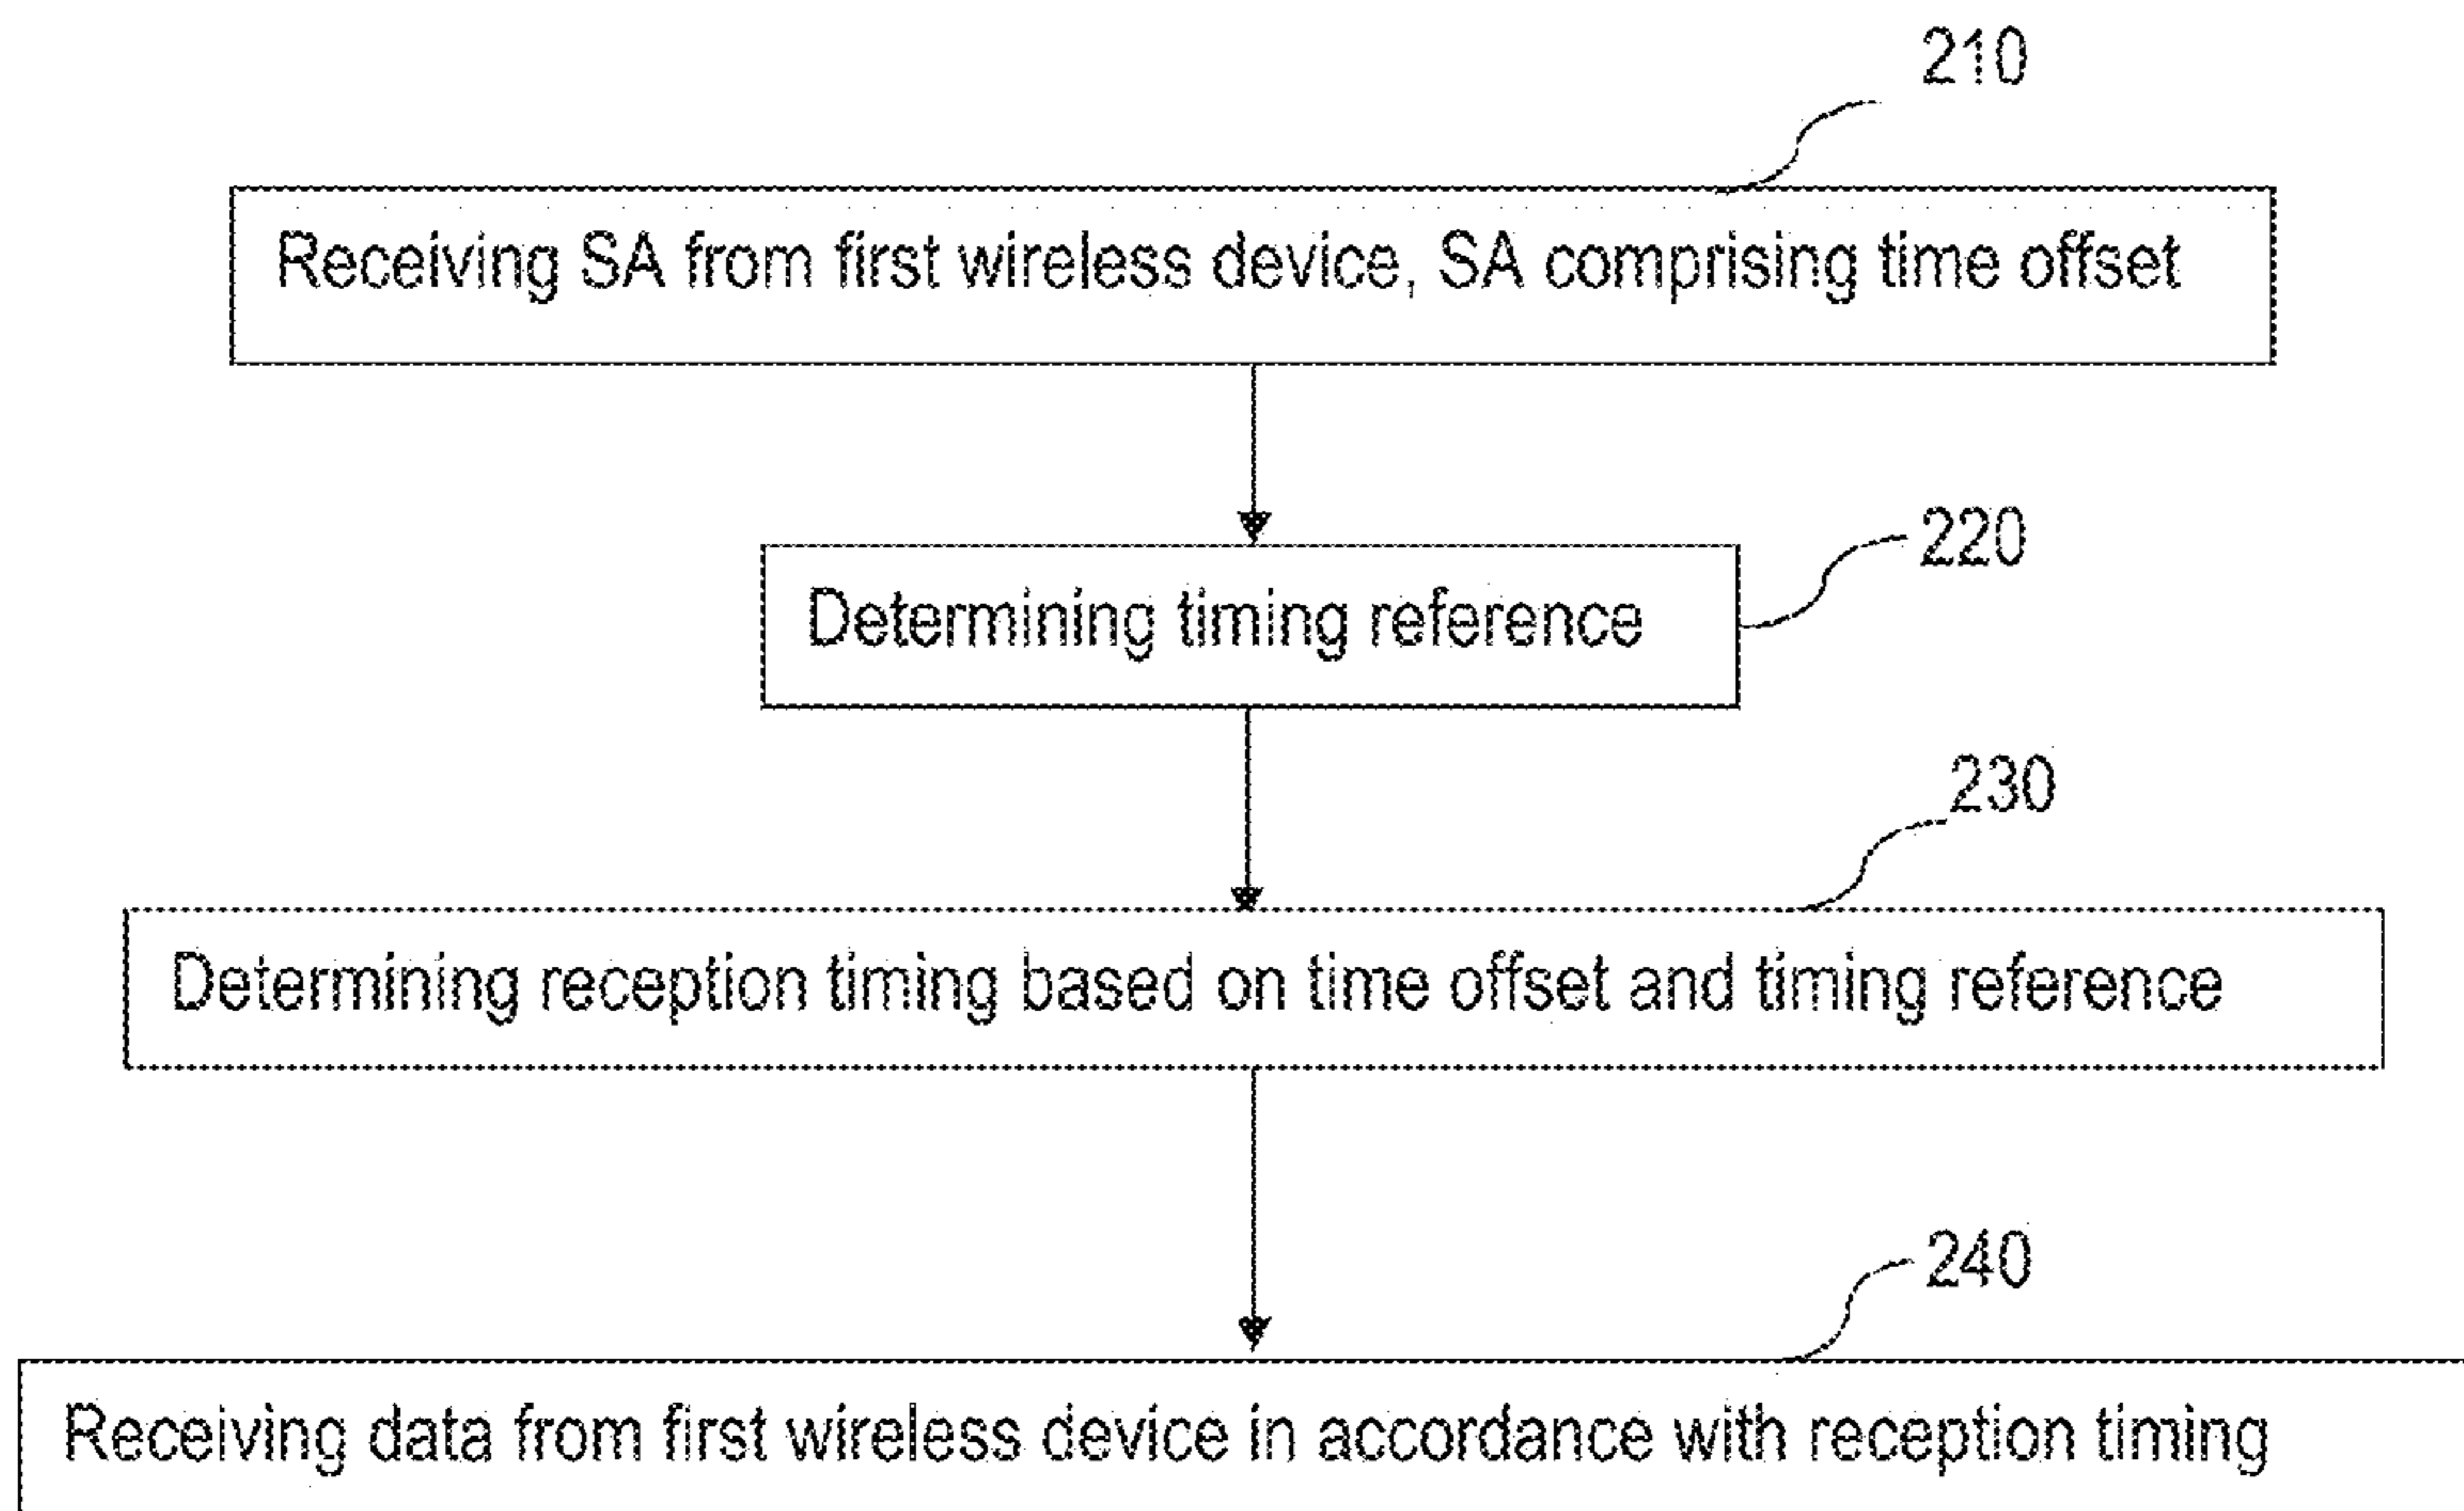 210
Receiving SA from first wireless device, SA comprising time offset
220
Determining timing reference
230
Determining reception timing based on time offset and timing reference
240
Receiving data from first wireless device in accordance with reception timing